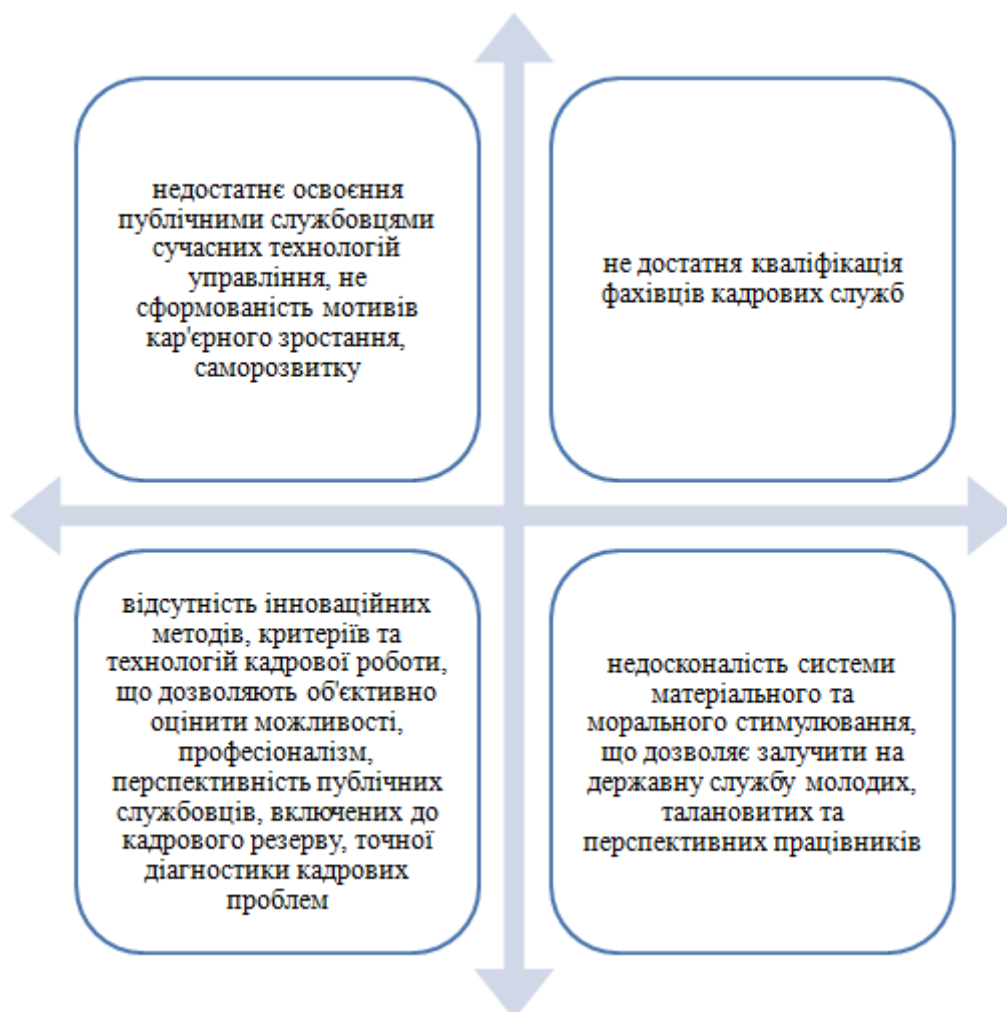 недостатнє освоєння
публічними службовцями
сучасних технологій
управління, не
сформованість мотивів
кар'єрного зростання,
саморозвитку
не достатня кваліфікація
фахівців кадрових служб
відсутність інноваційних
методів, критеріїв та
технологій кадрової роботи,
що дозволяють об'єктивно
оцінити можливості,
професіоналізм,
перспективність публічних
службовців, включених до
кадрового резерву, точної
діагностики кадрових
проблем
недосконалість системи
матеріального та
морального стимулювання,
що дозволяє залучити на
державну службу молодих,
талановитих та
перспективних працівників